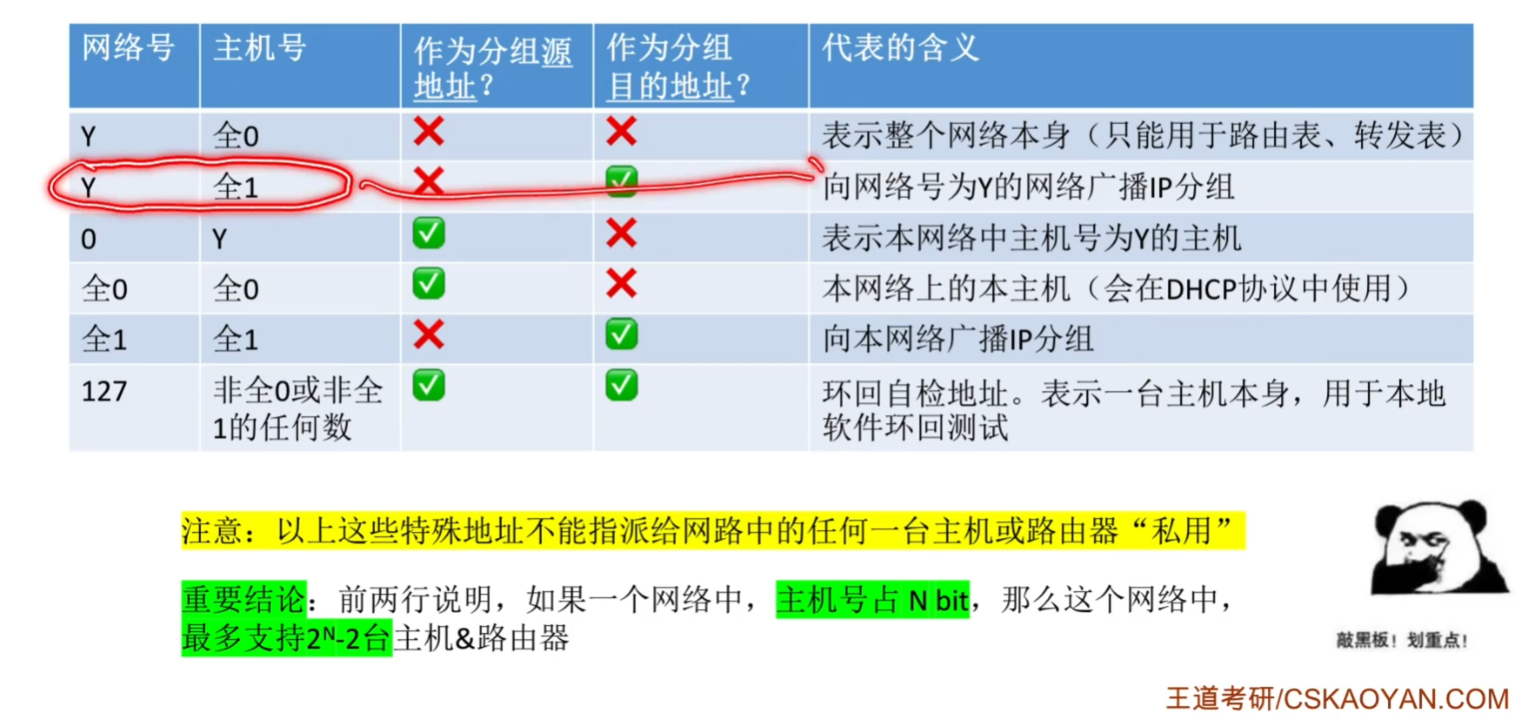 网络号 主机号 作为分组源地址？ 作为分组目的地址？ 代表的含义
Y 全0 ❌ ❌ 表示整个网络本身（只能用于路由表、转发表）
Y 全1 ❌ ✅ 向网络号为Y的网络广播IP分组
0 Y ✅ ❌ 表示本网络中主机号为Y的主机
全0 全0 ✅ ❌ 本网络上的本主机（会在DHCP协议中使用）
全1 全1 ❌ ✅ 向本网络广播IP分组
127 非全0或非全1的任何数 ✅ ✅ 环回自检地址。表示一台主机本身，用于本地软件环回测试
注意：以上这些特殊地址不能指派给网路中的任何一台主机或路由器“私用”
重要结论：前两行说明，如果一个网络中，主机号占 N bit，那么这个网络中，
最多支持2ᴺ-2台主机&路由器
敲黑板！划重点！
王道考研/CSKAOYAN.COM